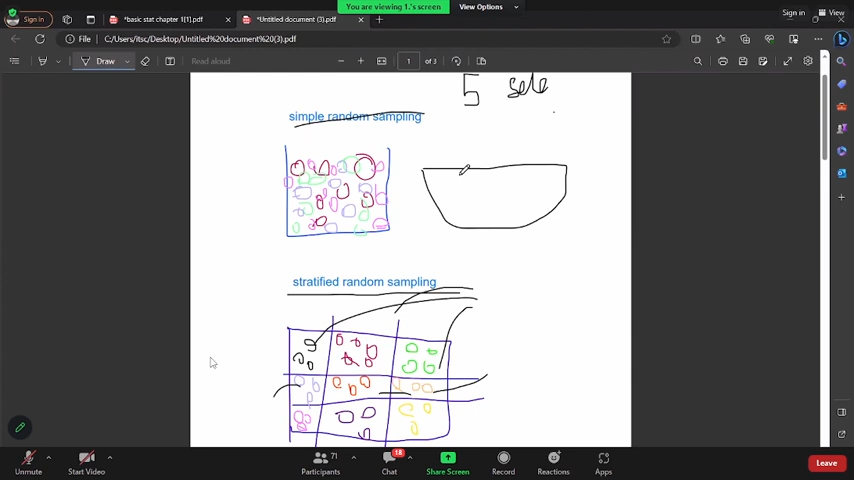 You are viewing 1.'s screen
View Options
Sign in
*basic stat chapter 1[1].pdf
*Untitled document (3).pdf
Sign in
View
File
C:/Users/itsc/Desktop/Untitled%20document%20(3).pdf
Draw
Read aloud
1
of 3
5
simple random sampling
stratified random sampling
Unmute
Start Video
Participants
71
Chat
18
Share Screen
Record
Reactions
Apps
Leave